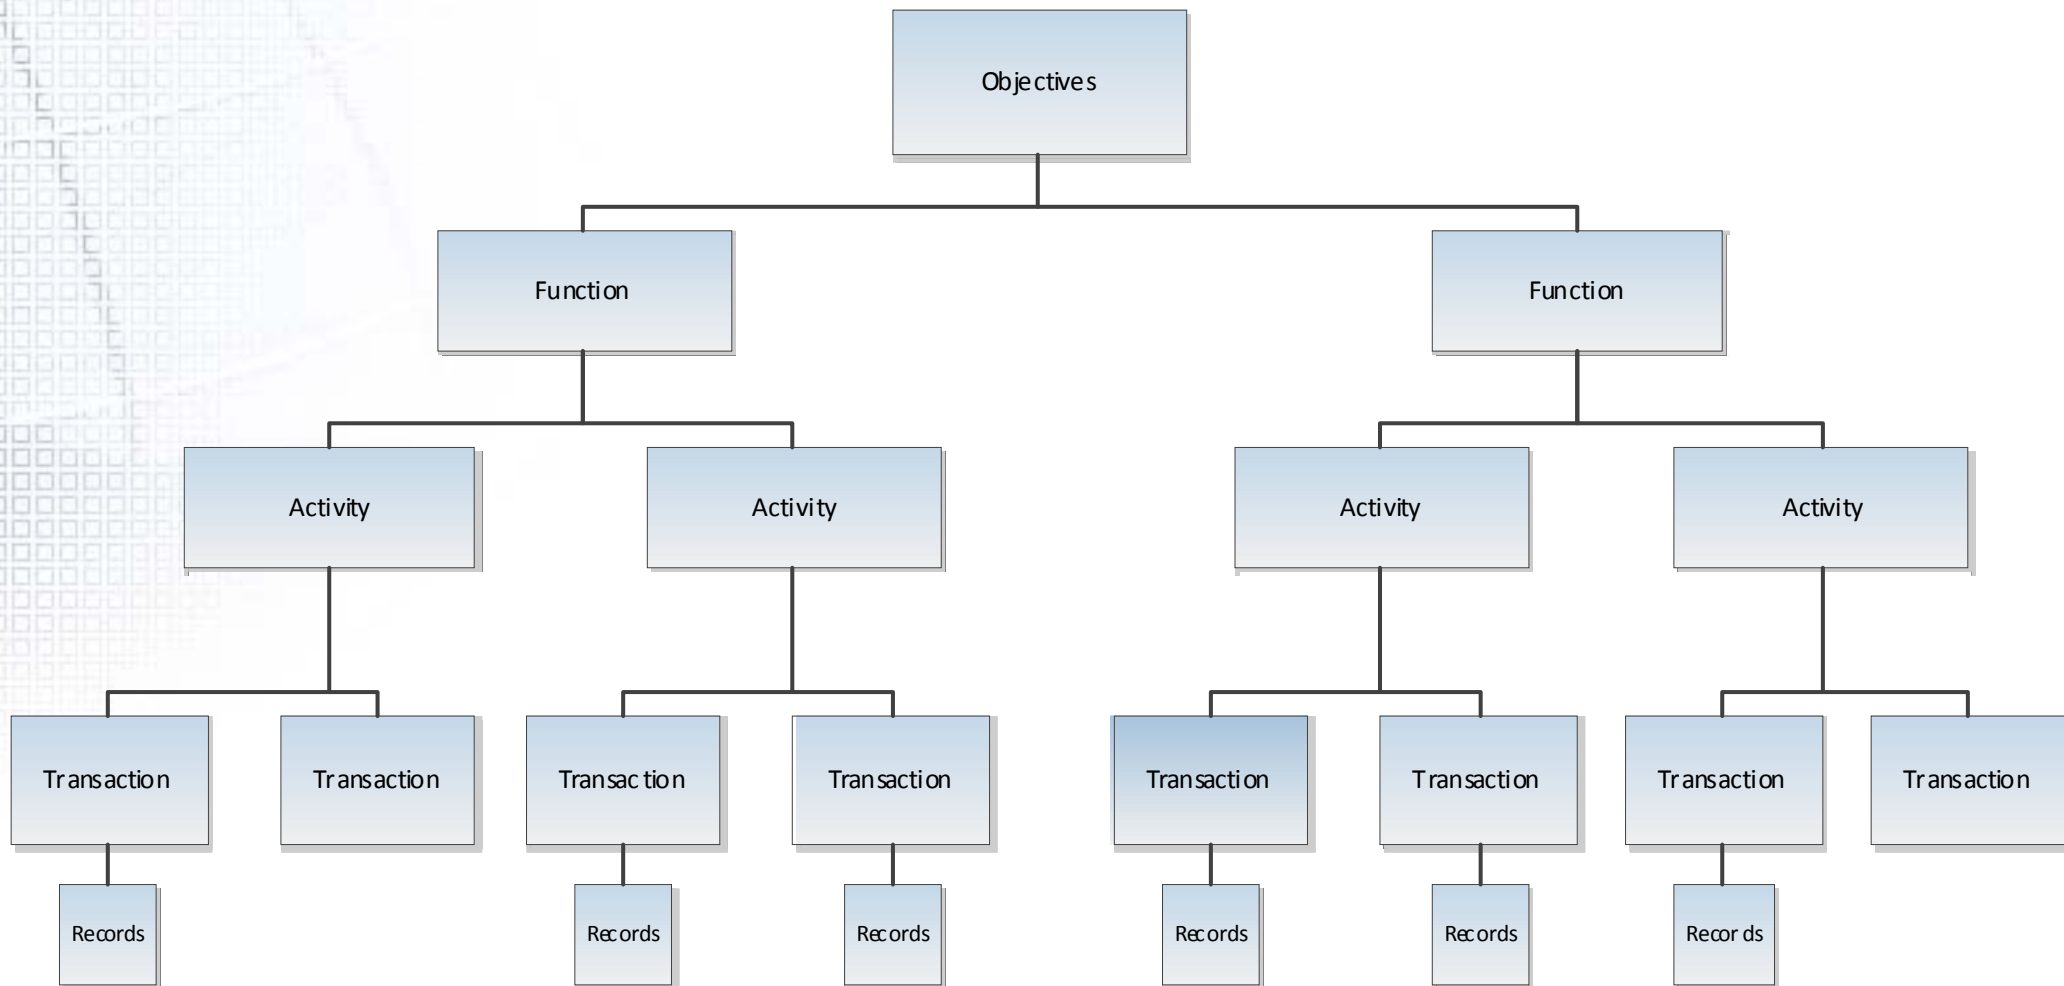 Objectives
Function
Function
Activity
Activity
Activity
Activity
Transaction
Transaction
Transaction
Transaction
Transaction
Transaction
Transaction
Transaction
Records
Records
Records
Records
Records
Records